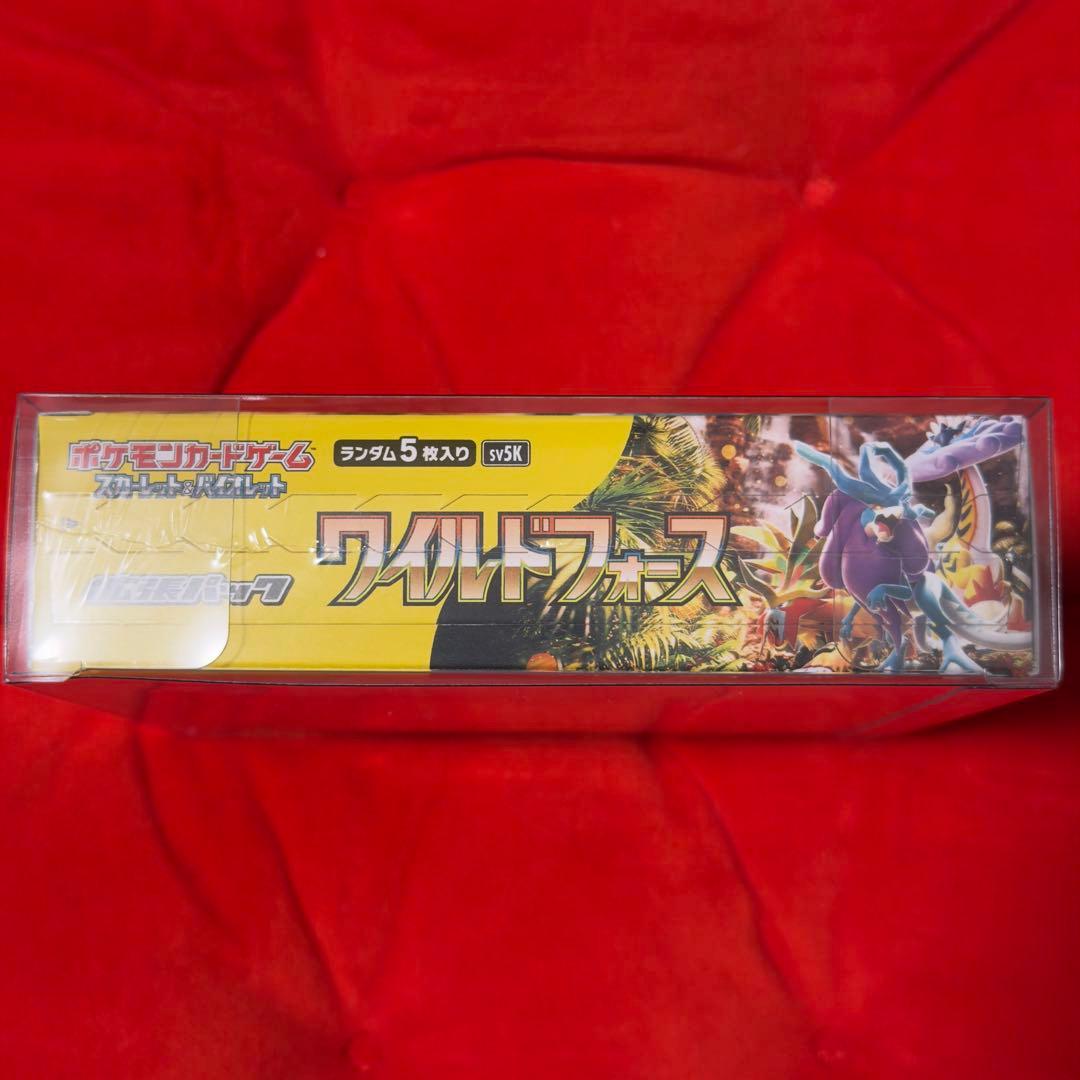 ポケモンカードゲーム
スカーレット&バイオレット
ランダム5枚入り SV5K
ワイルドフォース
拡張パック